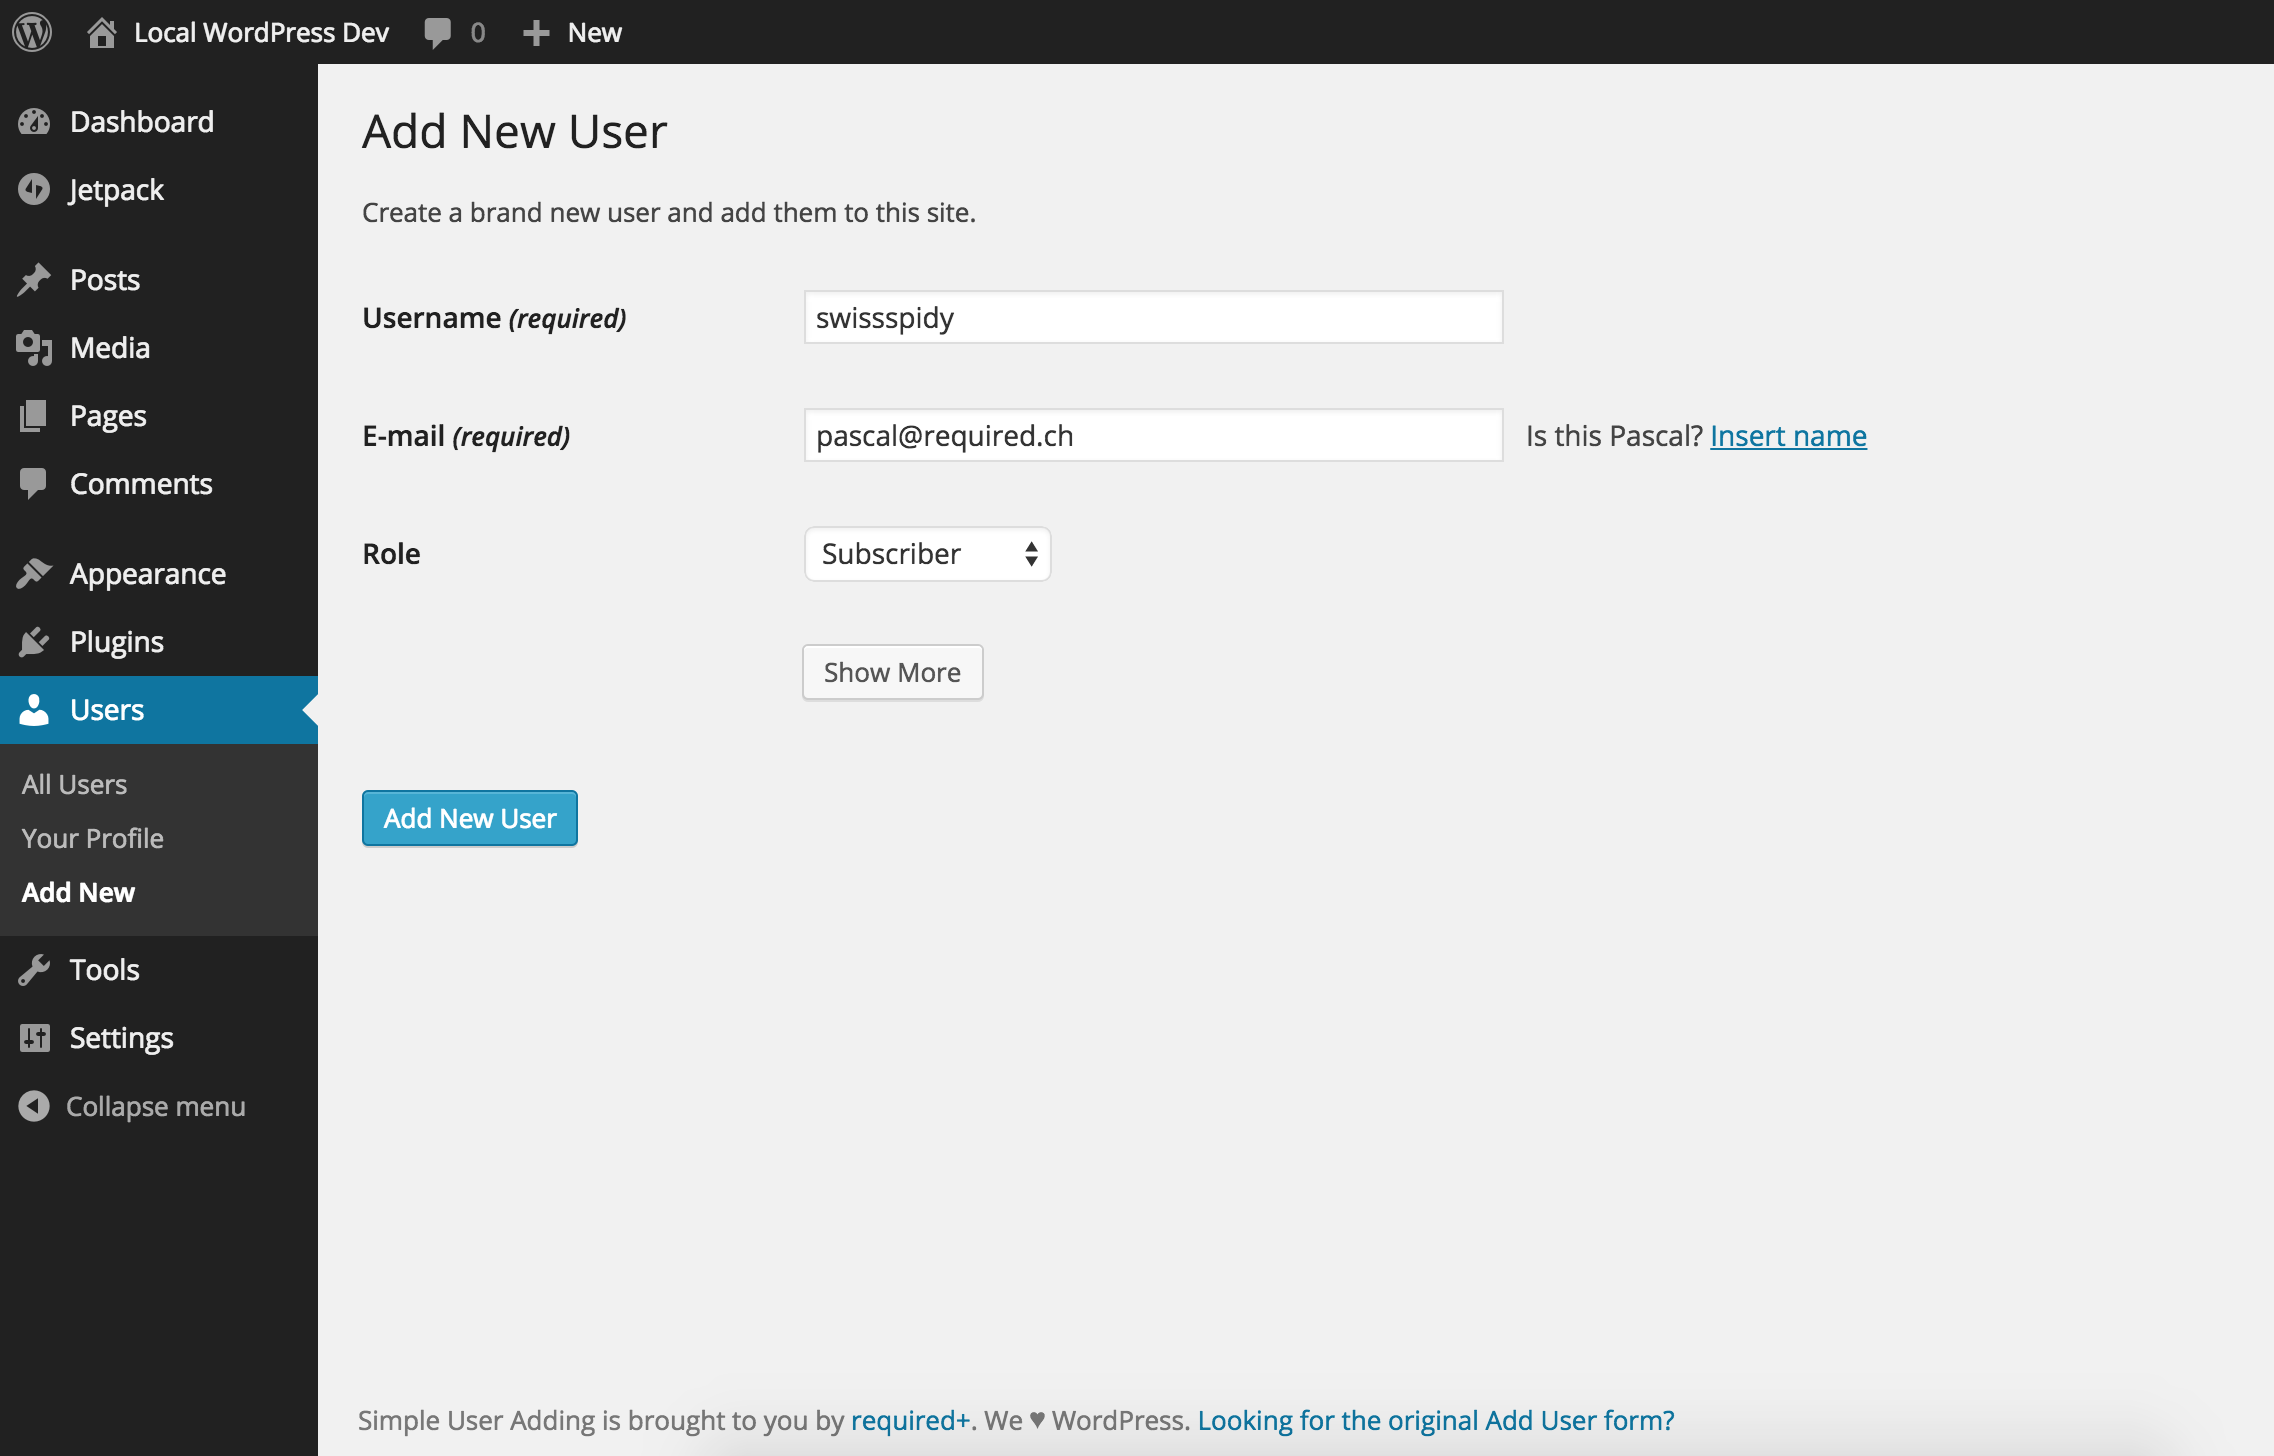 Local WordPress Dev 0 New
Dashboard
Jetpack
Posts
Media
Pages
Comments
Appearance
Plugins
Users
All Users
Your Profile
Add New
Tools
Settings
Collapse menu
Add New User
Create a brand new user and add them to this site.
Username (required) swissspidy
E-mail (required) pascal@required.ch Is this Pascal? Insert name
Role Subscriber
Show More
Add New User
Simple User Adding is brought to you by required+. We ♥ WordPress. Looking for the original Add User form?